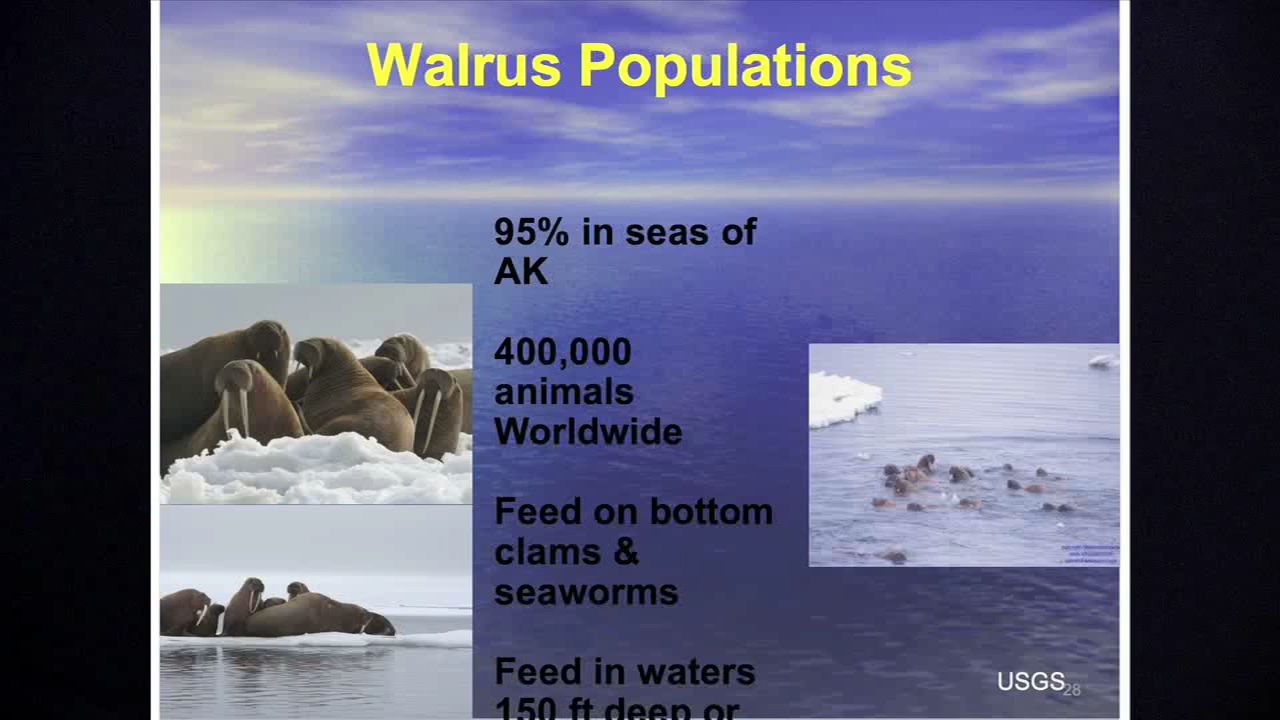 Walrus Populations
95% in seas of
AK
400,000
animals
Worldwide
Feed on bottom
clams &
seaworms
Feed in waters
150 ft deep or
USGS
28